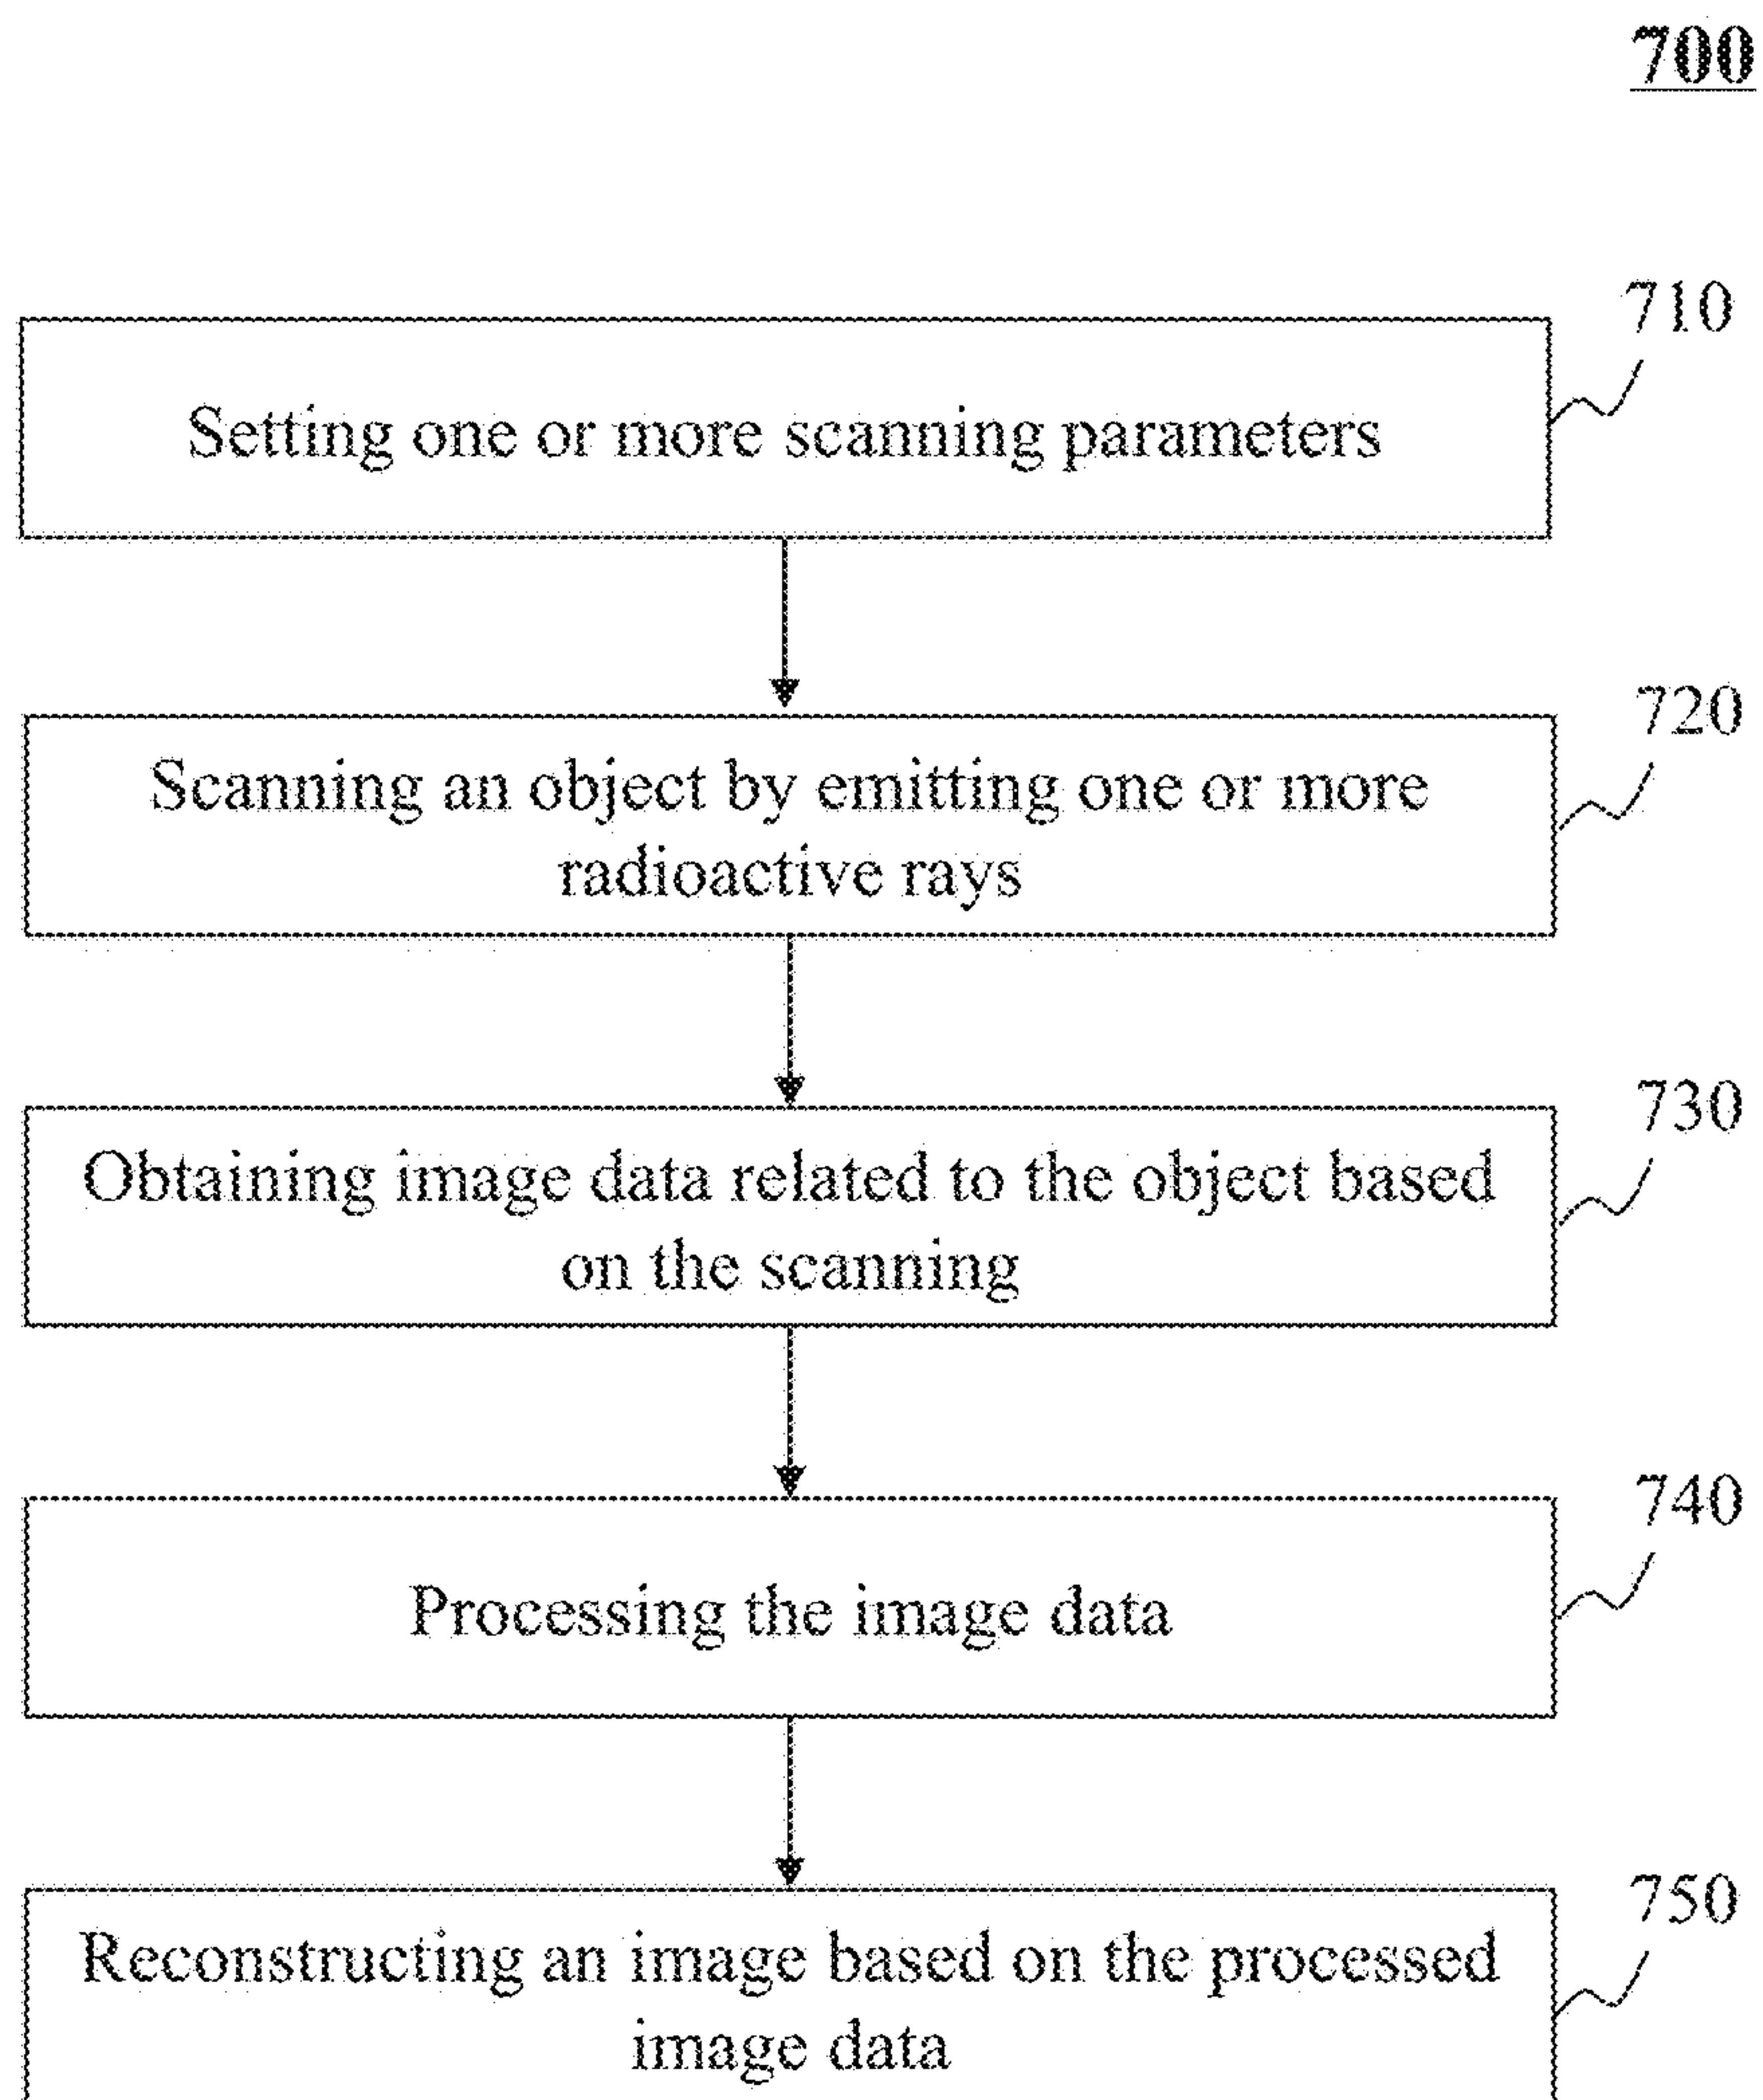 700
710
Setting one or more scanning parameters
720
Scanning an object by emitting one or more
radioactive rays
730
Obtaining image data related to the object based
on the scanning
740
Processing the image data
750
Reconstructing an image based on the processed
image data